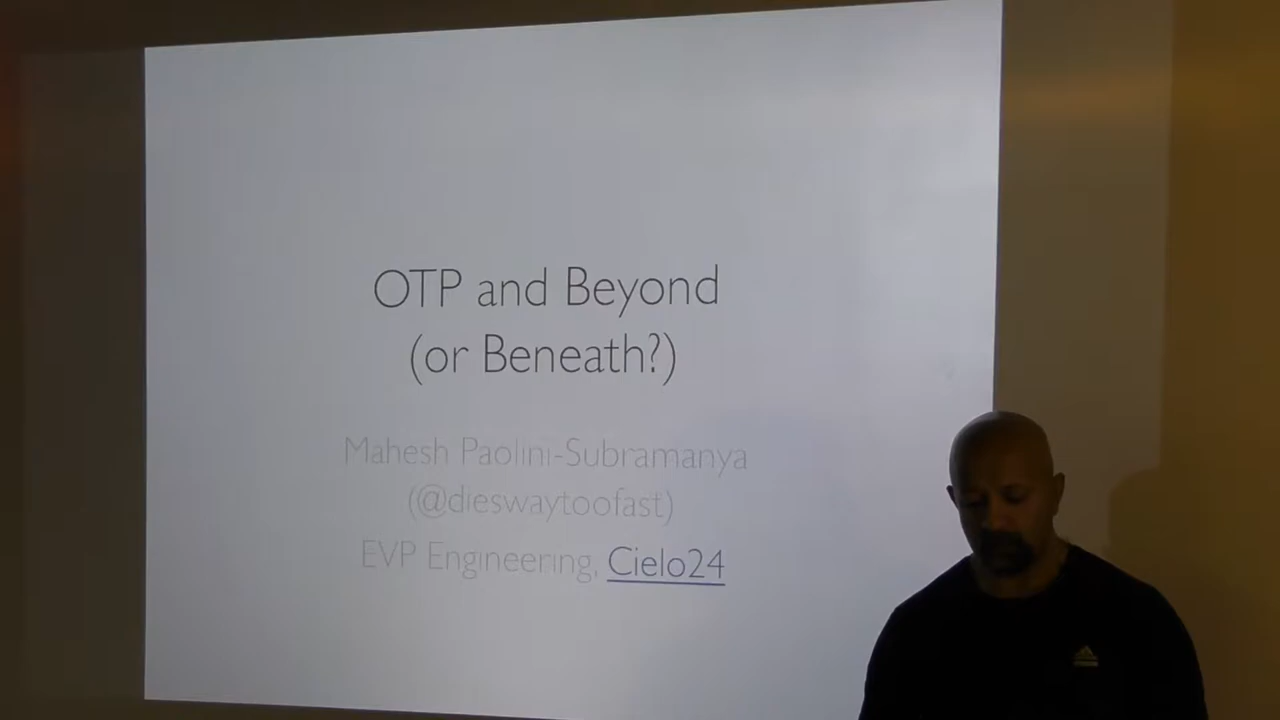 OTP and Beyond
(or Beneath?)
Mahesh Paolini-Subramanya
(@dieswaytoofast)
EVP Engineering, Cielo24